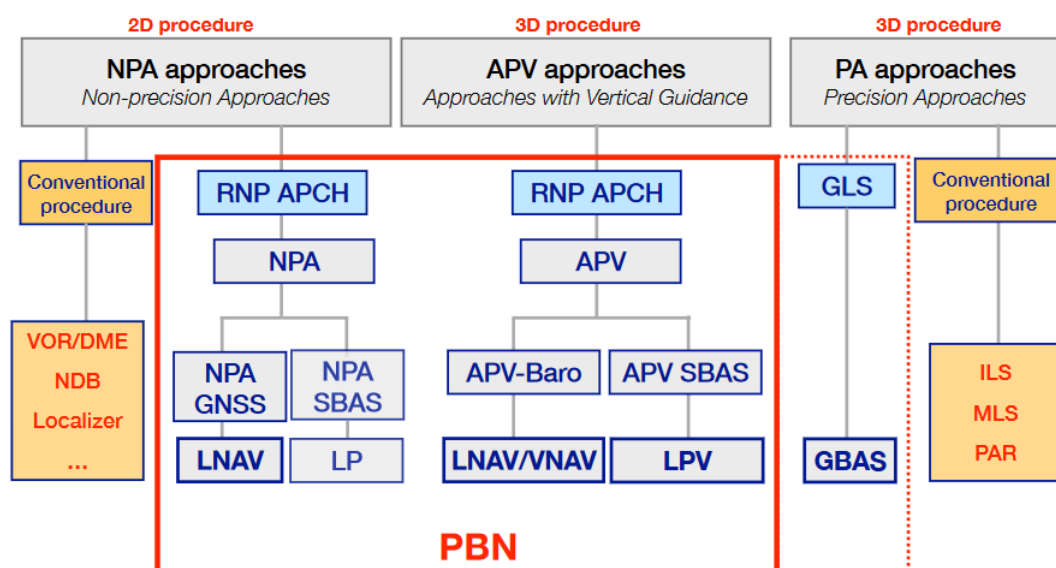 2D procedure
3D procedure
3D procedure
NPA approaches
Non-precision Approaches
APV approaches
Approaches with Vertical Guidance
PA approaches
Precision Approaches
Conventional
procedure
RNP APCH
RNP APCH
GLS
Conventional
procedure
NPA
APV
VOR/DME
NDB
Localizer
...
NPA
GNSS
NPA
SBAS
APV-Baro
APV SBAS
ILS
MLS
PAR
LNAV
LP
LNAV/VNAV
LPV
GBAS
PBN